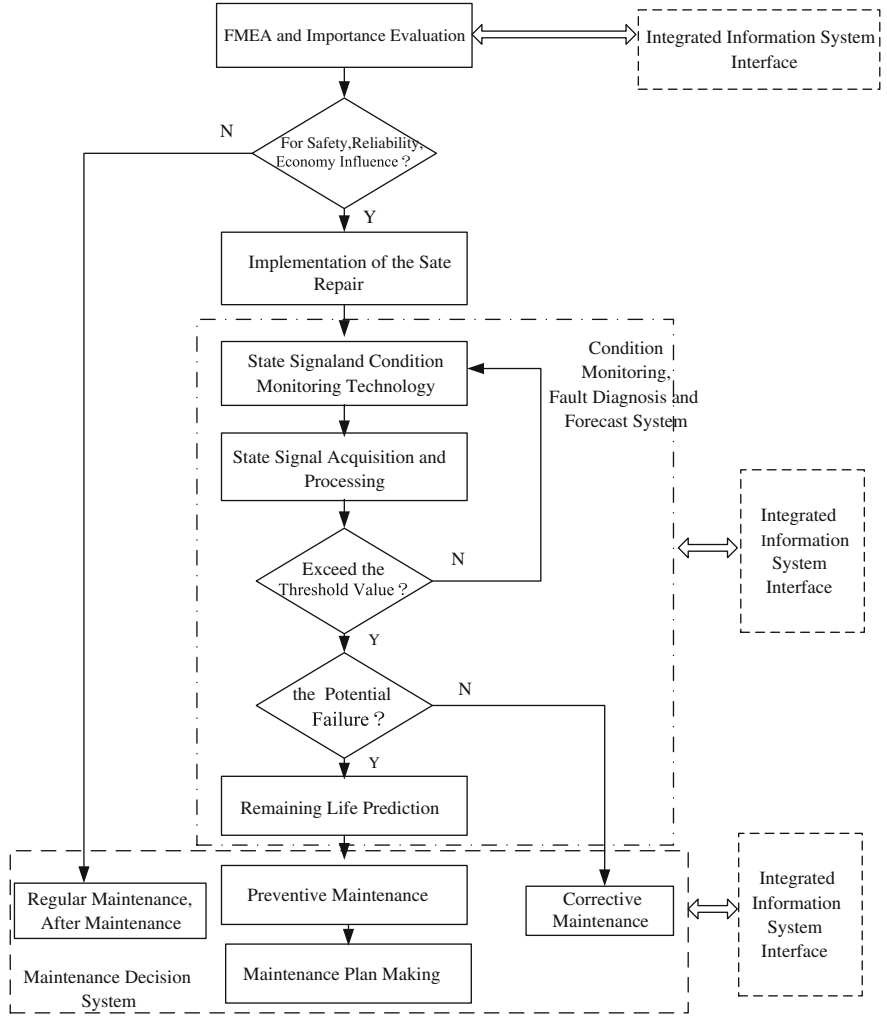 FMEA and Importance Evaluation
Integrated Information System
Interface
N
For Safety,Reliability,
Economy Influence？
Y
Implementation of the Sate
Repair
State Signaland Condition
Monitoring Technology
Condition
Monitoring,
Fault Diagnosis and
Forecast System
State Signal Acquisition and
Processing
Integrated
Information
System
Interface
Exceed the
Threshold Value？
N
Y
the Potential
Failure？
N
Y
Remaining Life Prediction
Regular Maintenance,
After Maintenance
Preventive Maintenance
Corrective
Maintenance
Integrated
Information
System
Interface
Maintenance Plan Making
Maintenance Decision
System